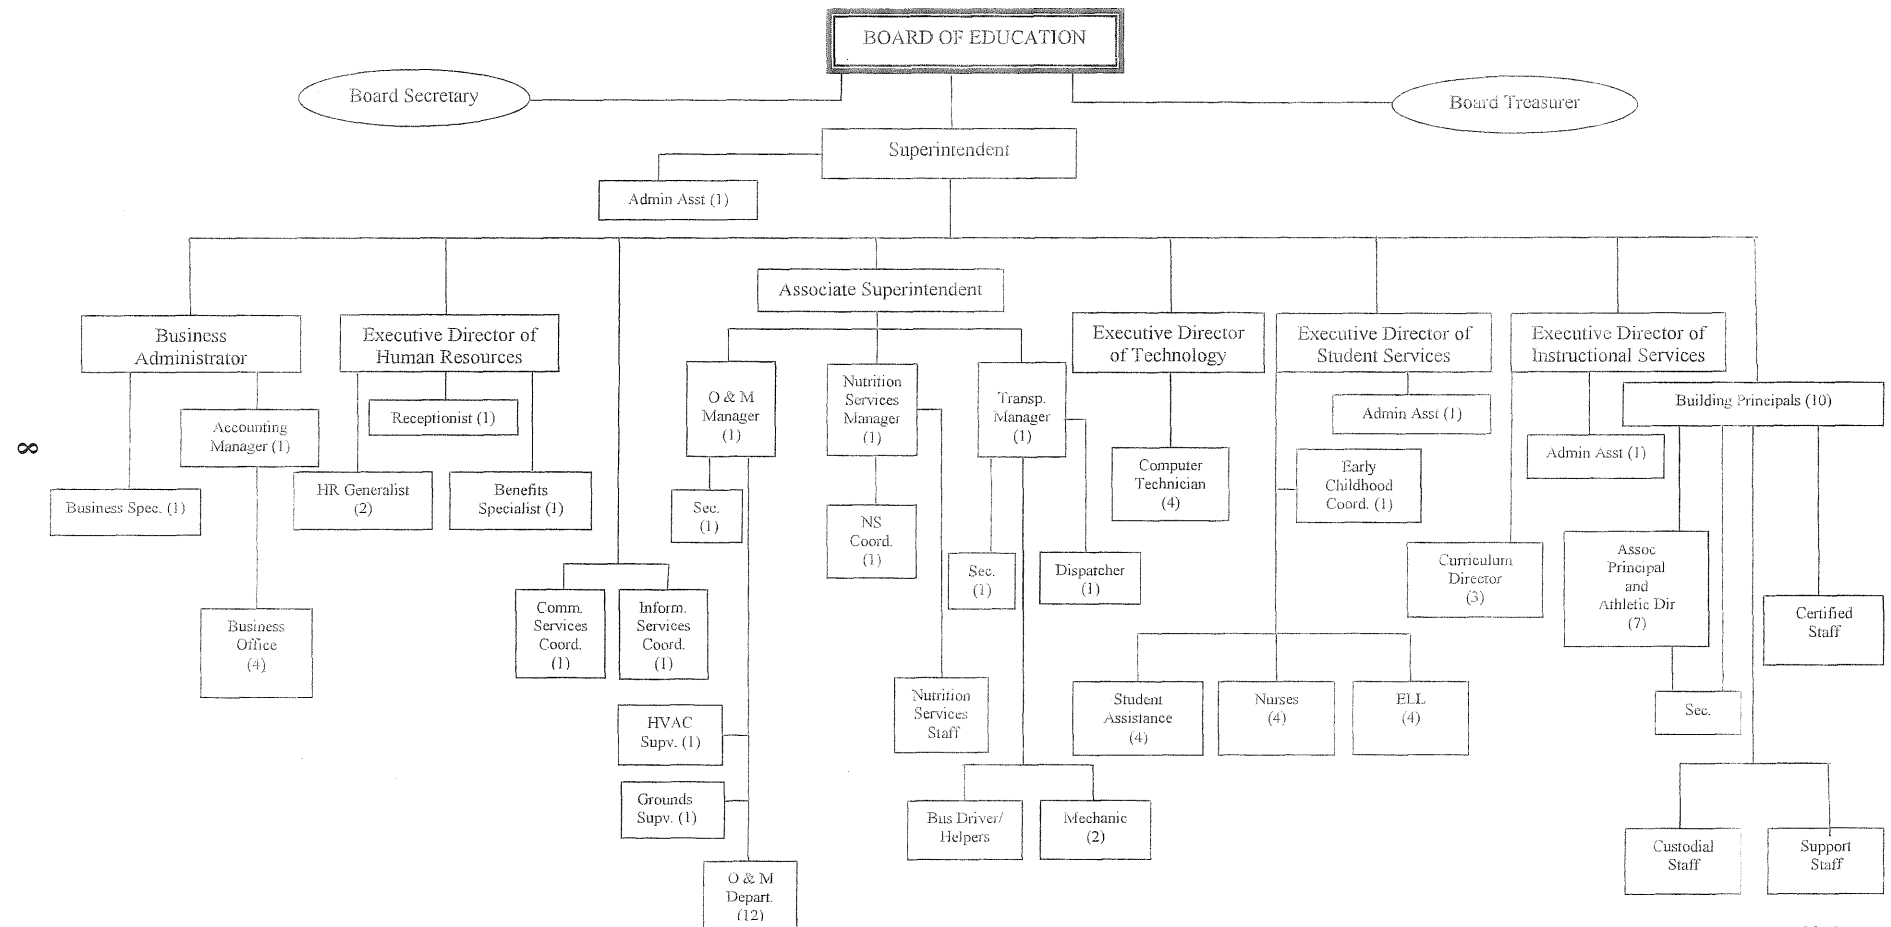 BOARD OF EDUCATION
Board Secretary
Board Treasurer
Superintendent
Admin Asst (1)
Associate Superintendent
Business
Administrator
Executive Director of
Human Resources
Executive Director
of Technology
Executive Director of
Student Services
Executive Director of
Instructional Services
Building Principals (10)
Accounting
Manager (1)
Receptionist (1)
O & M
Manager
(1)
Nutrition
Services
Manager
(1)
Transp.
Manager
(1)
Admin Asst (1)
Admin Asst (1)
8
Business Spec. (1)
HR Generalist
(2)
Benefits
Specialist (1)
Sec.
(1)
NS
Coord.
(1)
Sec.
(1)
Dispatcher
(1)
Computer
Technician
(4)
Early
Childhood
Coord. (1)
Curriculum
Director
(3)
Assoc
Principal
and
Athletic Dir
(7)
Certified
Staff
Business
Office
(4)
Comm.
Services
Coord.
(1)
Inform.
Services
Coord.
(1)
Nutrition
Services
Staff
Student
Assistance
(4)
Nurses
(4)
ELL
(4)
Sec.
HVAC
Supv. (1)
Grounds
Supv. (1)
Bus Driver/
Helpers
Mechanic
(2)
Custodial
Staff
Support
Staff
O & M
Depart.
(12)